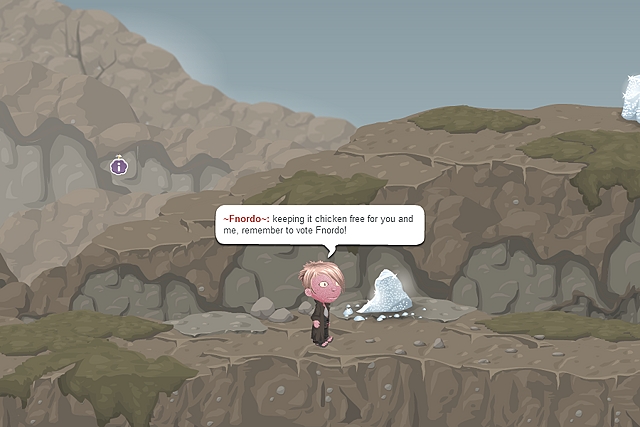 ~Fnordo~: keeping it chicken free for you and
me, remember to vote Fnordo!
i